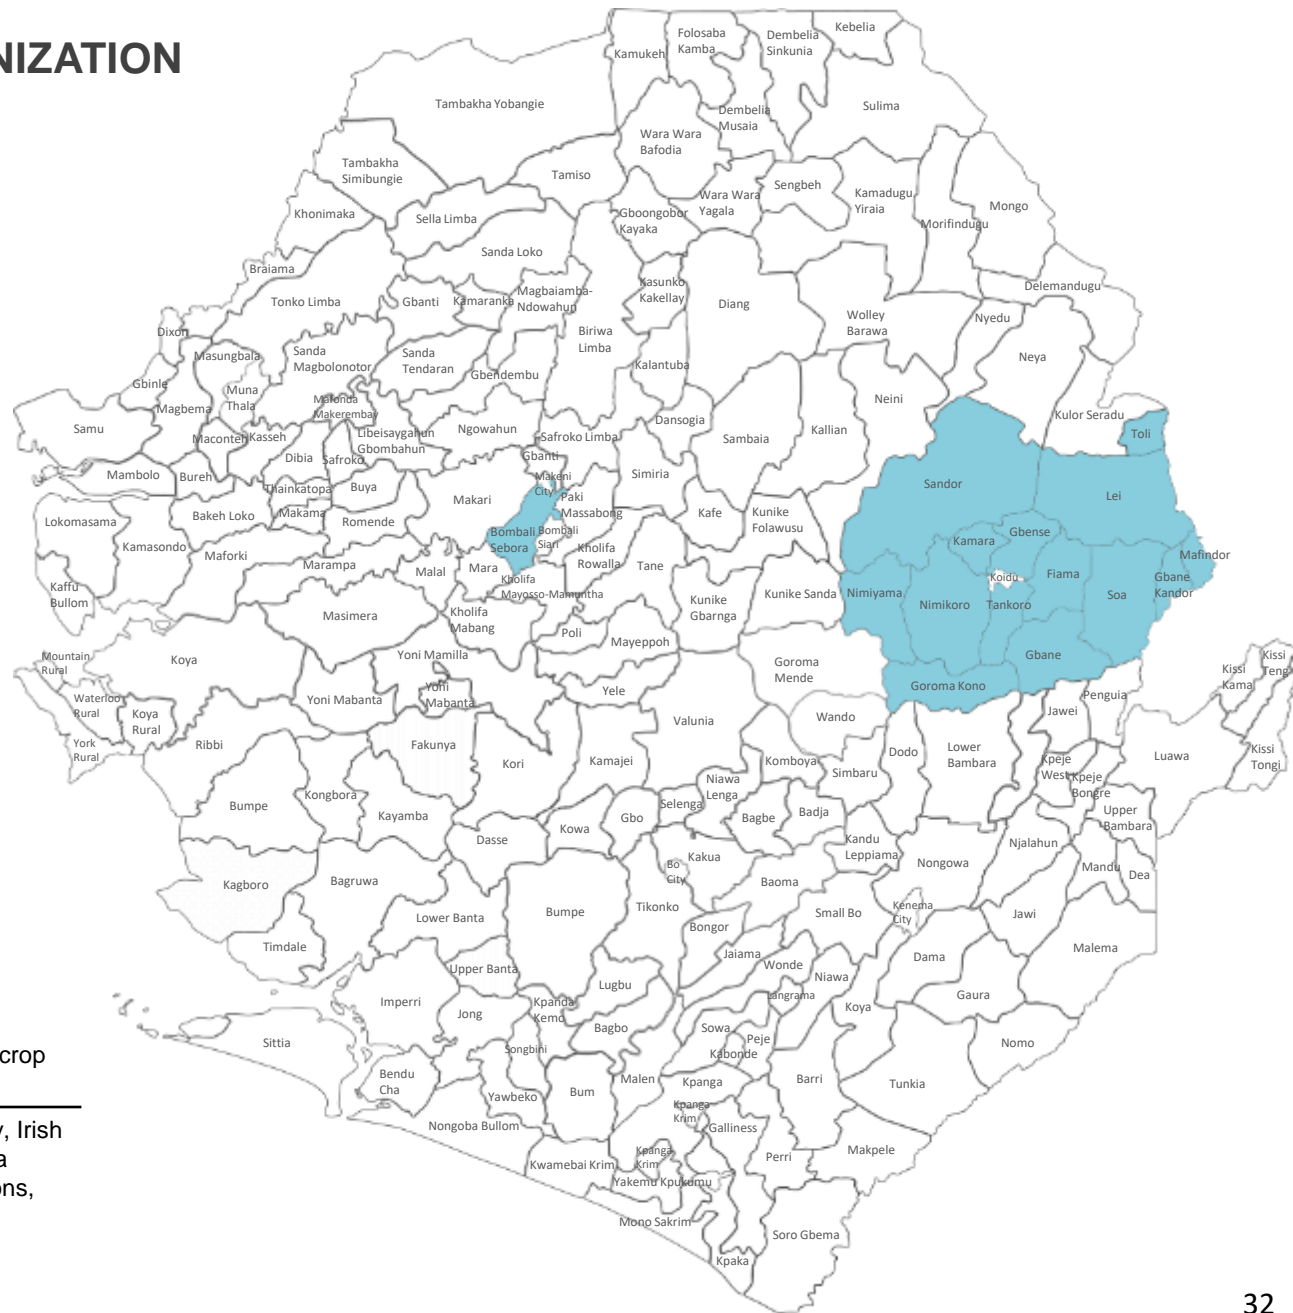 NIZATION
Kebelia
Folosaba
Kamba
Dembelia
Sinkunia
Kamukeh
Tambakha Yobangie
Sulima
Dembelia
Musaia
Wara Wara
Bafodia
Tambakha
Simibungie
Tamiso
Sengbeh
Kamadugu
Yiraia
Wara Wara
Yagala
Mongo
Khonimaka
Sella Limba
Gboongobor
Kayaka
Morifindugu
Sanda Loko
Braiama
Kasunko
Kakellay
Delemandugu
Tonko Limba
Gbanti
Kamaranka
Magbaiamba-
Ndowahun
Diang
Wolley
Barawa
Nyedu
Dixon
Biriwa
Limba
Masungbala
Sanda
Magbolonotor
Sanda
Tendaran
Neya
Kalantuba
Gbendembu
Gbinle
Muna
Thala
Neini
Mafonda
Makerembay
Magbema
Kulor Seradu
Dansogia
Samu
Toli
Maconteh
Kasseh
Libeisaygahun
Gbombahun
Ngowahun
Safroko Limba
Sambaia
Kallian
Dibia
Safroko
Gbanti
Mambolo
Bureh
Makeni
City
Simiria
Sandor
Thainkatopa
Buya
Makari
Paki
Massabong
Lei
Lokomasama
Bakeh Loko
Makama
Romende
Kafe
Kunike
Folawusu
Bombali
Sebora
Bombali
Siari
Gbense
Kamara
Kamasondo
Maforki
Marampa
Malal
Mara
Kholifa
Rowalla
Tane
Mafindor
Kaffu
Bullom
Kholifa
Mayosso-Mamuntha
Koidu
Fiama
Gbane
Kandor
Kunike
Gbarnga
Kunike Sanda
Nimiyama
Nimikoro
Tankoro
Soa
Masimera
Kholifa
Mabang
Poli
Mayeppoh
Mountain
Rural
Koya
Yoni Mamilla
Goroma
Mende
Gbane
Kissi
Teng
Kissi
Kama
Waterloo
Rural
Yoni Mabanta
Yoni
Mabanta
Yele
Goroma Kono
Penguia
Koya
Rural
Jawei
York
Rural
Ribbi
Fakunya
Valunia
Wando
Kori
Kamajei
Komboya
Simbaru
Dodo
Lower
Bambara
Kpeje
West
Luawa
Kissi
Tongi
Niawa
Lenga
Kpeje
Bongre
Bumpe
Kongbora
Kayamba
Selenga
Gbo
Bagbe
Badja
Upper
Bambara
Dasse
Kowa
Kandu
Leppiama
Njalahun
Kakua
Bo
City
Nongowa
Mandu
Dea
Kagboro
Bagruwa
Baoma
Lower Banta
Bumpe
Tikonko
Small Bo
Kenema
City
Jawi
Bongor
Timdale
Jaiama
Malema
Dama
Upper Banta
Wonde
Niawa
Lugbu
Imperri
Kpanda
Kemo
Langrama
Koya
Gaura
Jong
Bagbo
Sowa
Peje
Sittia
Kabonde
Nomo
crop
Songbini
Bendu
Cha
Malen
Kpanga
Barri
Tunkia
Bum
Yawbeko
Kpanga
Krim
Nongoba Bullom
Galliness
, Irish
Kpanga
Krim
Perri
Makpele
a
Kwamebai Krim
ons,
Yakemu Kpukumu
Mono Sakrim
Soro Gbema
Kpaka
32